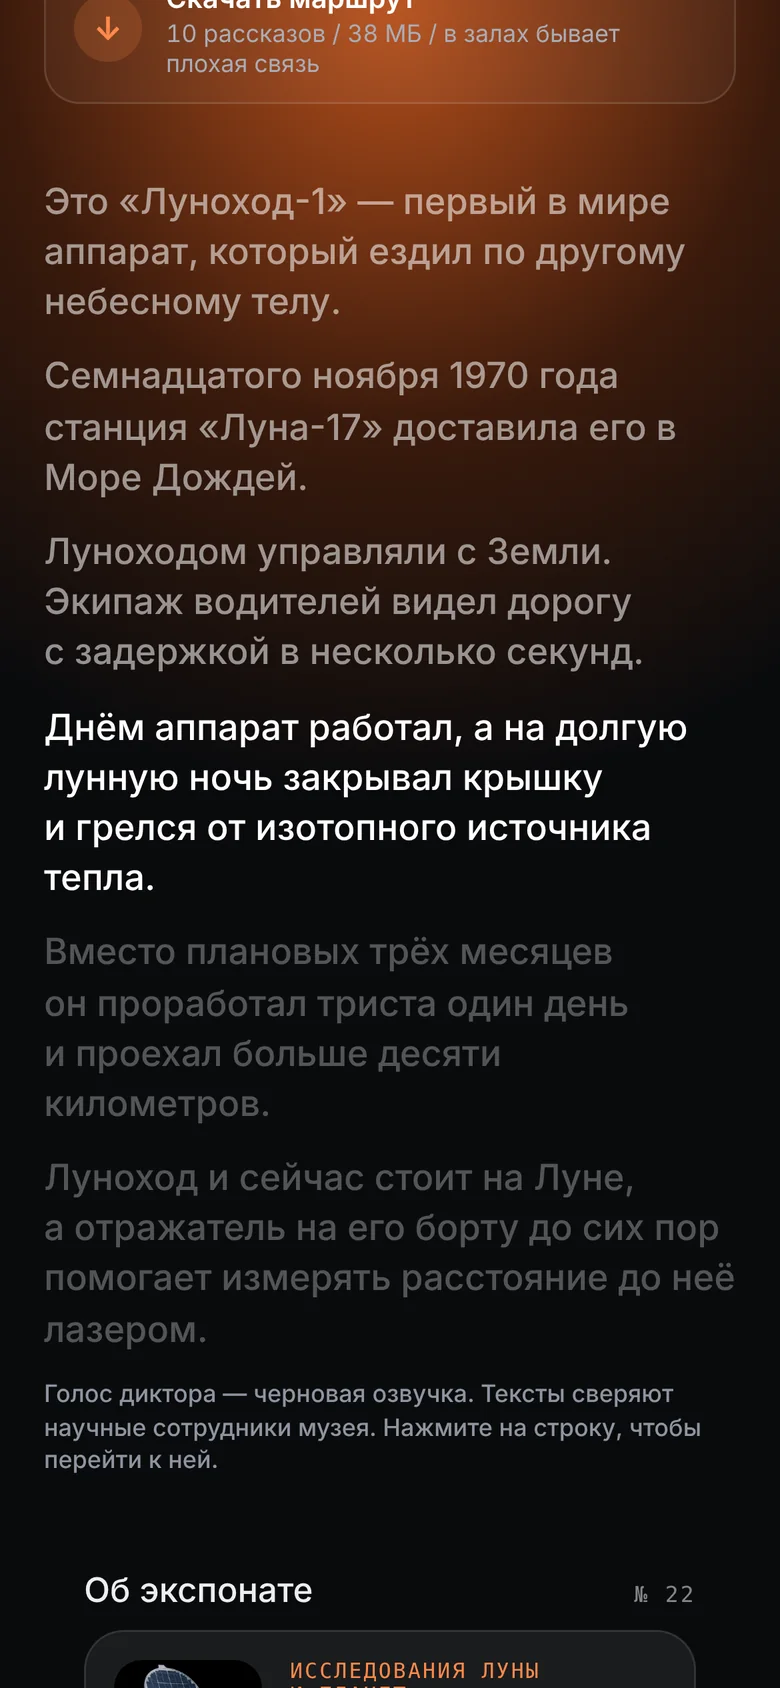 Скачать маршрут
10 рассказов / 38 МБ / в залах бывает
плохая связь
Это «Луноход-1» — первый в мире
аппарат, который ездил по другому
небесному телу.
Семнадцатого ноября 1970 года
станция «Луна-17» доставила его в
Море Дождей.
Луноходом управляли с Земли.
Экипаж водителей видел дорогу
с задержкой в несколько секунд.
Днём аппарат работал, а на долгую
лунную ночь закрывал крышку
и грелся от изотопного источника
тепла.
Вместо плановых трёх месяцев
он проработал триста один день
и проехал больше десяти
километров.
Луноход и сейчас стоит на Луне,
а отражатель на его борту до сих пор
помогает измерять расстояние до неё
лазером.
Голос диктора — черновая озвучка. Тексты сверяют
научные сотрудники музея. Нажмите на строку, чтобы
перейти к ней.
Об экспонате
№ 22
ИССЛЕДОВАНИЯ ЛУНЫ